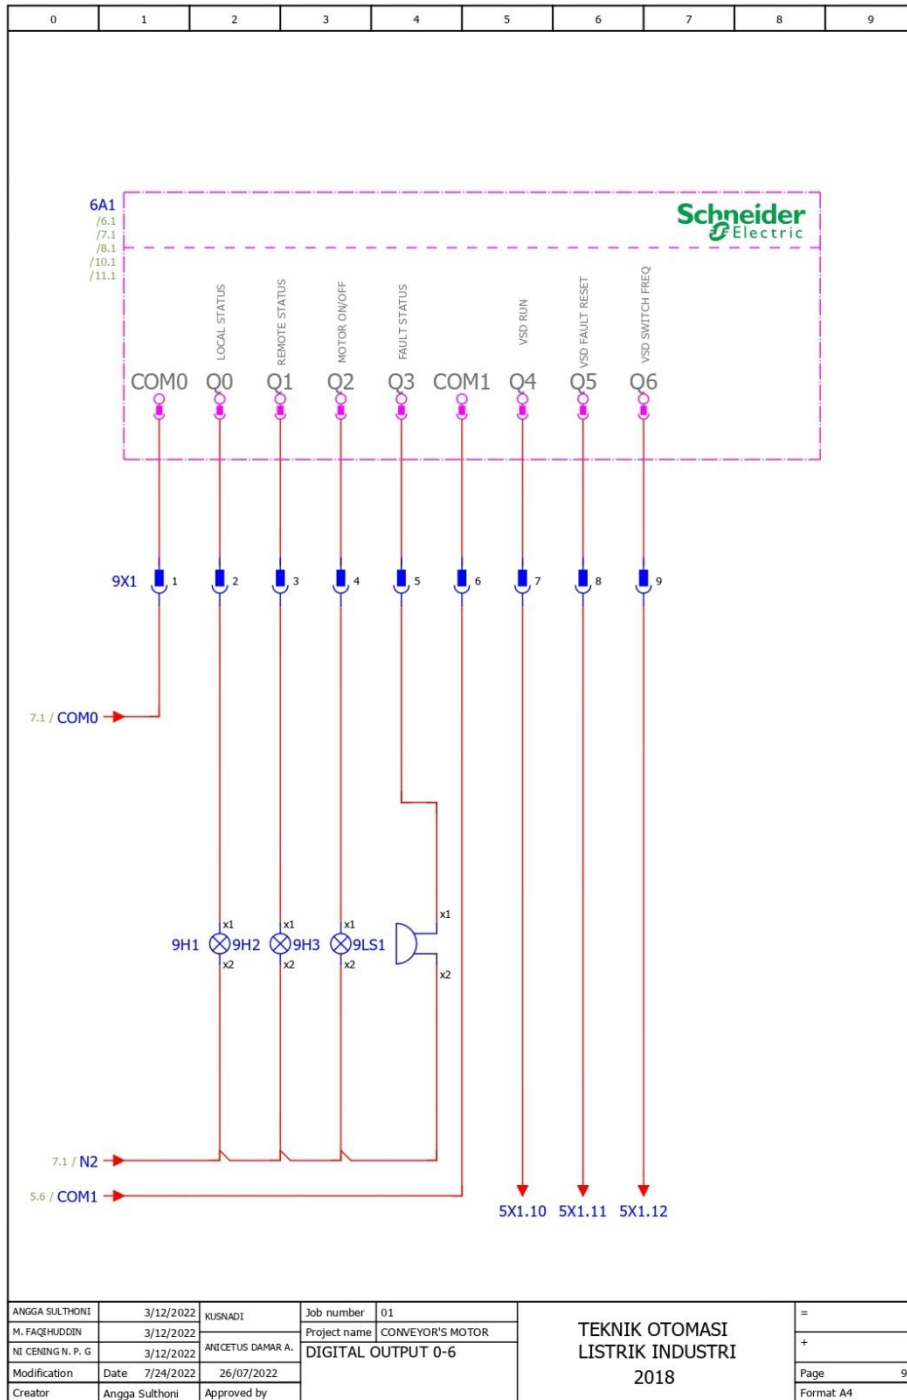 0 1 2 3 4 5 6 7 8 9
6A1
/6.1
/7.1
/8.1
/10.1
/11.1
Schneider
Electric
LOCAL STATUS
REMOTE STATUS
MOTOR ON/OFF
FAULT STATUS
VSD RUN
VSD FAULT RESET
VSD SWITCH FREQ
COM0 Q0 Q1 Q2 Q3 COM1 Q4 Q5 Q6
9X1 1 2 3 4 5 6 7 8 9
7.1 / COM0
x1 x1 x1 x1
9H1 9H2 9H3 9LS1
x2 x2 x2 x2
7.1 / N2
5.6 / COM1
5X1.10 5X1.11 5X1.12
ANGGA SULTHONI 3/12/2022
M. FAQIHUDDIN 3/12/2022
NI CENING N. P. G 3/12/2022
Modification Date 7/24/2022
Creator Angga Sulthoni
KUSNADI
ANICETUS DAMAR A.
26/07/2022
Approved by
Job number 01
Project name CONVEYOR'S MOTOR
DIGITAL OUTPUT 0-6
TEKNIK OTOMASI
LISTRIK INDUSTRI
2018
=
+
Page 9
Format A4